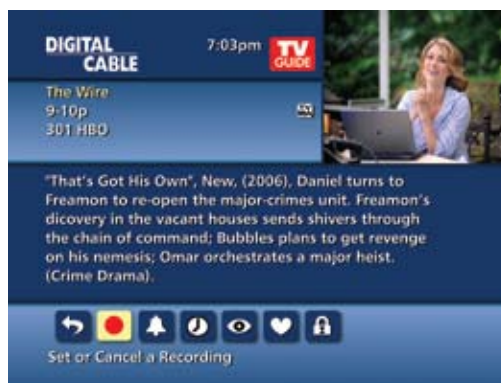 DIGITAL
CABLE
7:03pm
TV
GUIDE
The Wire
9-10p
301 HBO
"That's Got His Own", New, (2006), Daniel turns to
Freamon to re-open the major-crimes unit. Freamon's
dicovery in the vacant houses sends shivers through
the chain of command; Bubbles plans to get revenge
on his nemesis; Omar orchestrates a major heist.
(Crime Drama).
Set or Cancel a Recording